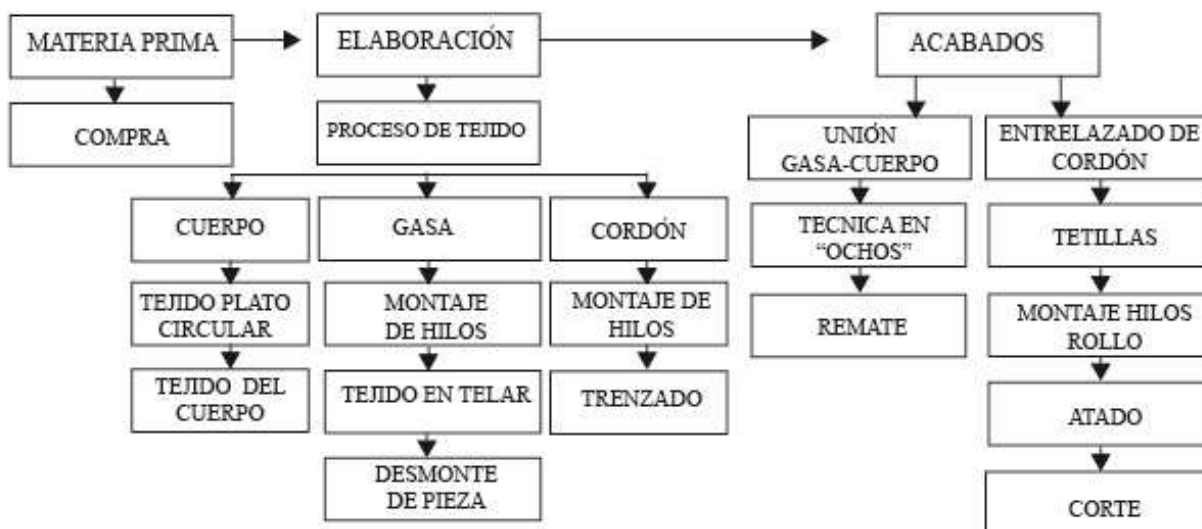 MATERIA PRIMA
ELABORACIÓN
ACABADOS
COMPRA
PROCESO DE TEJIDO
UNIÓN
GASA-CUERPO
ENTRELAZADO DE
CORDÓN
CUERPO
GASA
CORDÓN
TECNICA EN
“OCHOS”
TETILLAS
TEJIDO PLATO
CIRCULAR
MONTAJE
DE HILOS
MONTAJE DE
HILOS
REMATE
MONTAJE HILOS
ROLLO
TEJIDO DEL
CUERPO
TEJIDO EN TELAR
TRENZADO
ATADO
DESMONTE
DE PIEZA
CORTE